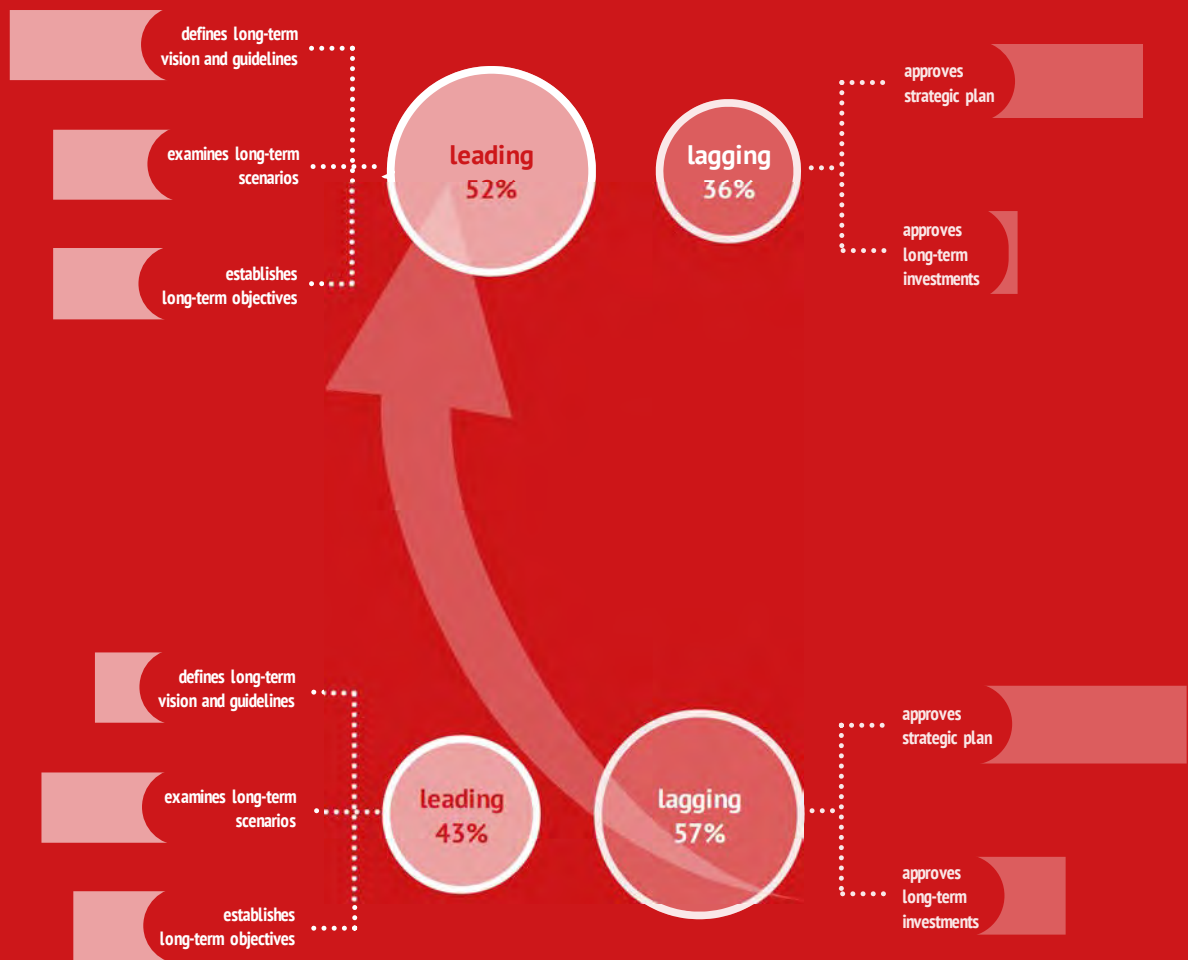 defines long-term
vision and guidelines
examines long-term
scenarios
establishes
long-term objectives
leading
52%
lagging
36%
approves
strategic plan
approves
long-term
investments
defines long-term
vision and guidelines
examines long-term
scenarios
establishes
long-term objectives
leading
43%
lagging
57%
approves
strategic plan
approves
long-term
investments